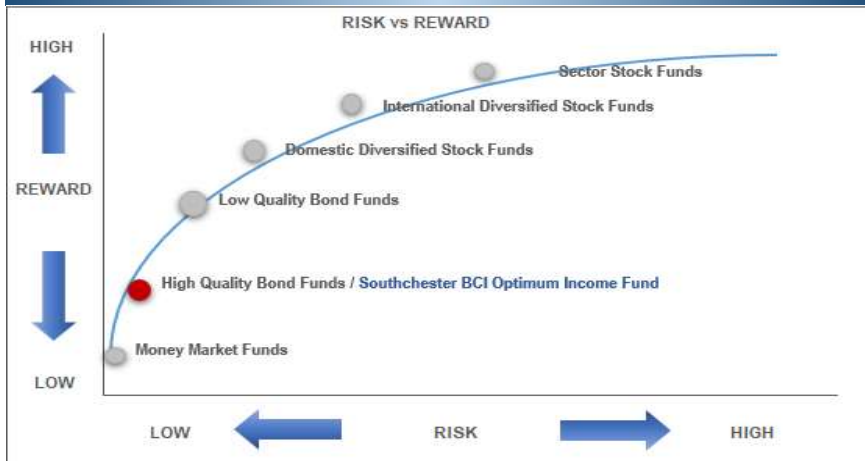 RISK vs REWARD
HIGH
Sector Stock Funds
International Diversified Stock Funds
Domestic Diversified Stock Funds
REWARD
Low Quality Bond Funds
High Quality Bond Funds / Southchester BCI Optimum Income Fund
Money Market Funds
LOW
LOW RISK HIGH